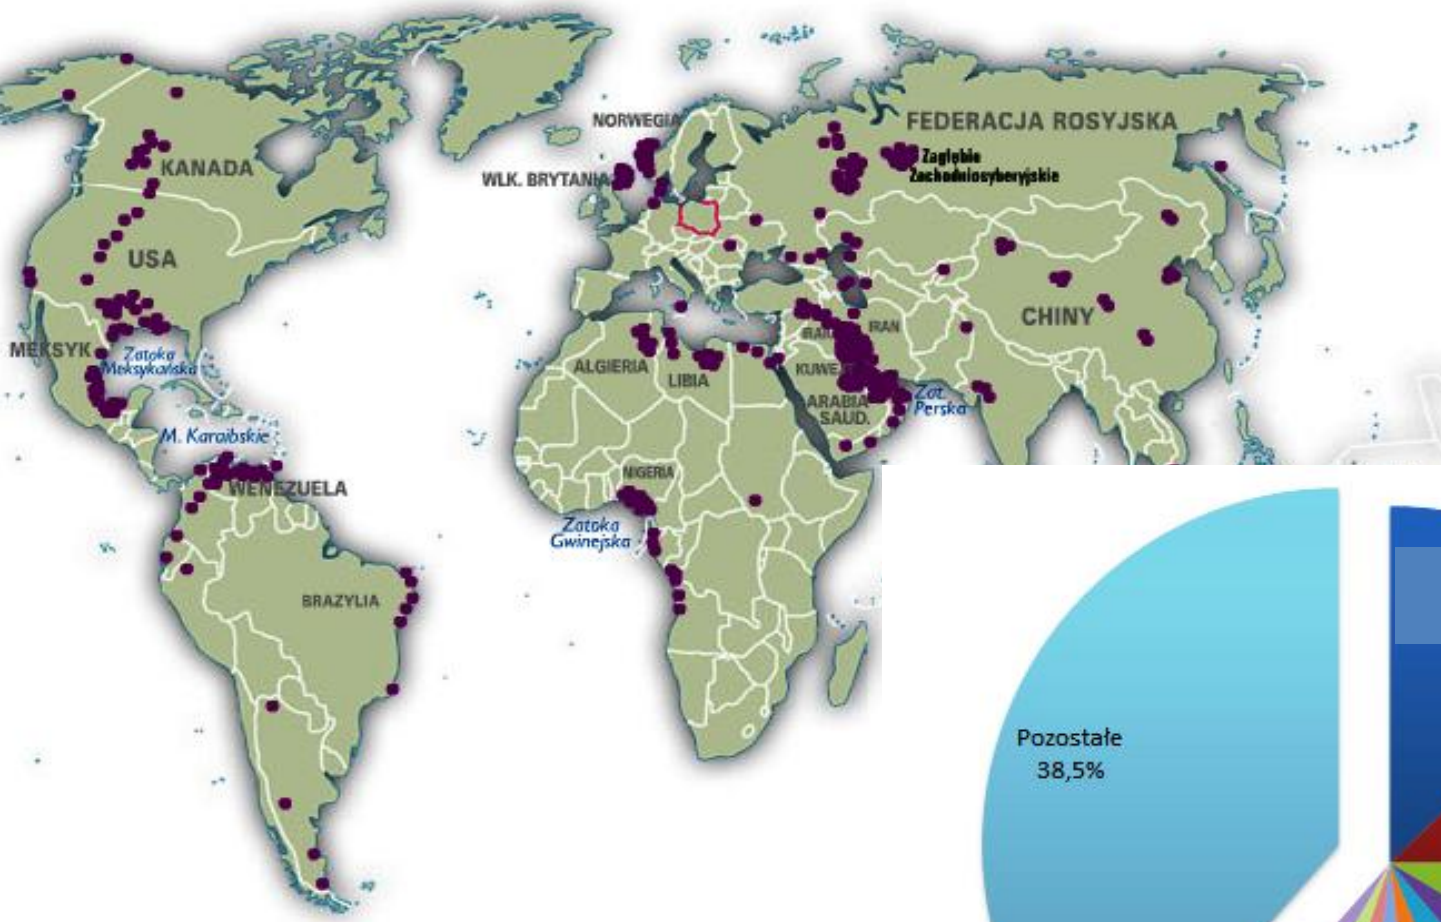 NORWEGIA
FEDERACJA ROSYJSKA
Zagłębie
Zachodniosyberyjskie
KANADA
WLK. BRYTANIA
USA
MEKSYK
Zatoka
Meksykańska
CHINY
IRAN
ALGIERIA
LIBIA
ARABIA
SAUD.
Zat.
Perska
M. Karaibskie
WENEZUELA
NIGERIA
Zatoka
Gwinejska
BRAZYLIA
Pozostałe
38,5%